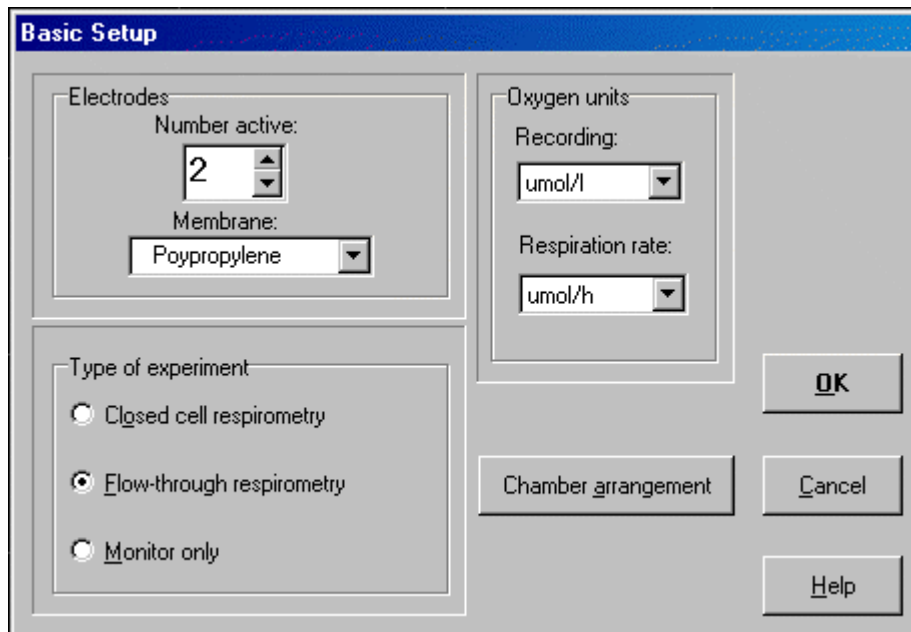 Basic Setup
Electrodes
Number active:
2
Membrane:
Poypropylene
Oxygen units
Recording:
umol/l
Respiration rate:
umol/h
Type of experiment
Closed cell respirometry
Flow-through respirometry
Monitor only
Chamber arrangement
OK
Cancel
Help